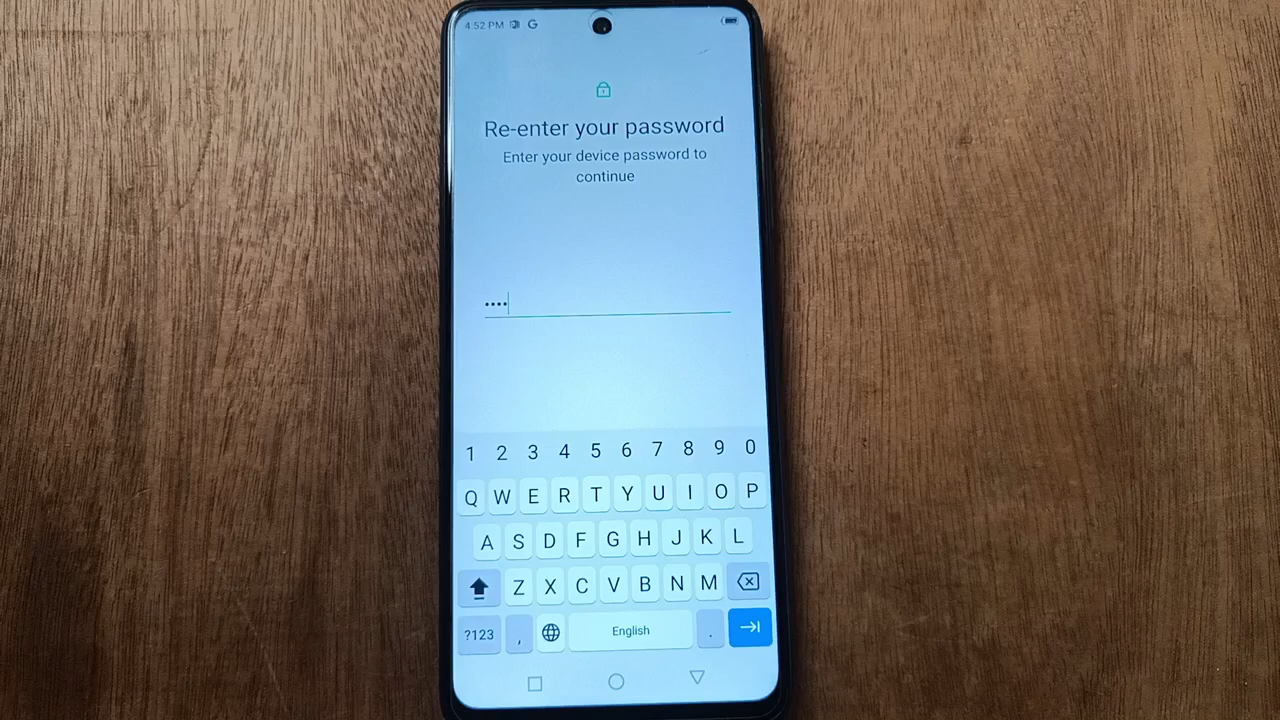 4:52 PM G
Re-enter your password
Enter your device password to
continue
••••
1 2 3 4 5 6 7 8 9 0
Q W E R T Y U I O P
A S D F G H J K L
Z X C V B N M
?123 , English .